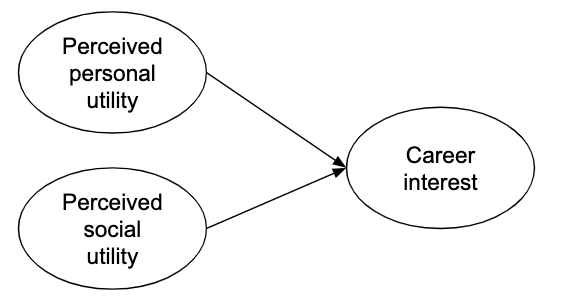 Perceived
personal
utility
Career
interest
Perceived
social
utility